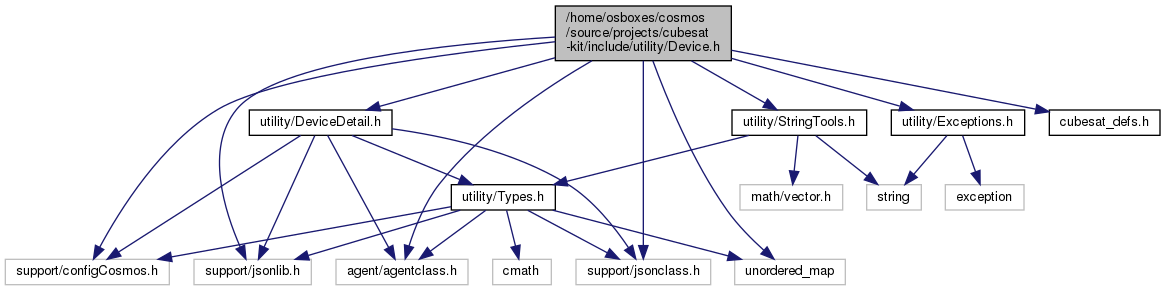 /home/osboxes/cosmos
/source/projects/cubesat
-kit/include/utility/Device.h
utility/DeviceDetail.h
utility/StringTools.h
utility/Exceptions.h
cubesat_defs.h
utility/Types.h
math/vector.h
string
exception
support/configCosmos.h
support/jsonlib.h
agent/agentclass.h
cmath
support/jsonclass.h
unordered_map